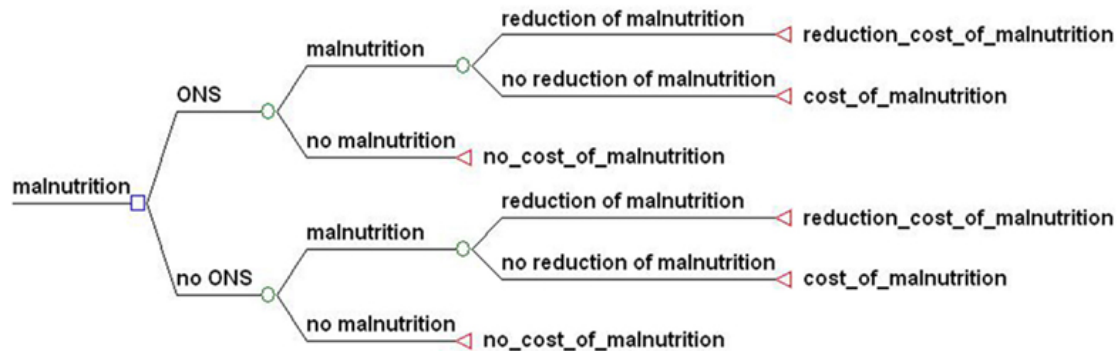 reduction of malnutrition
reduction_cost_of_malnutrition
malnutrition
no reduction of malnutrition
cost_of_malnutrition
ONS
no malnutrition
no_cost_of_malnutrition
malnutrition
reduction of malnutrition
reduction_cost_of_malnutrition
malnutrition
no reduction of malnutrition
cost_of_malnutrition
no ONS
no malnutrition
no_cost_of_malnutrition